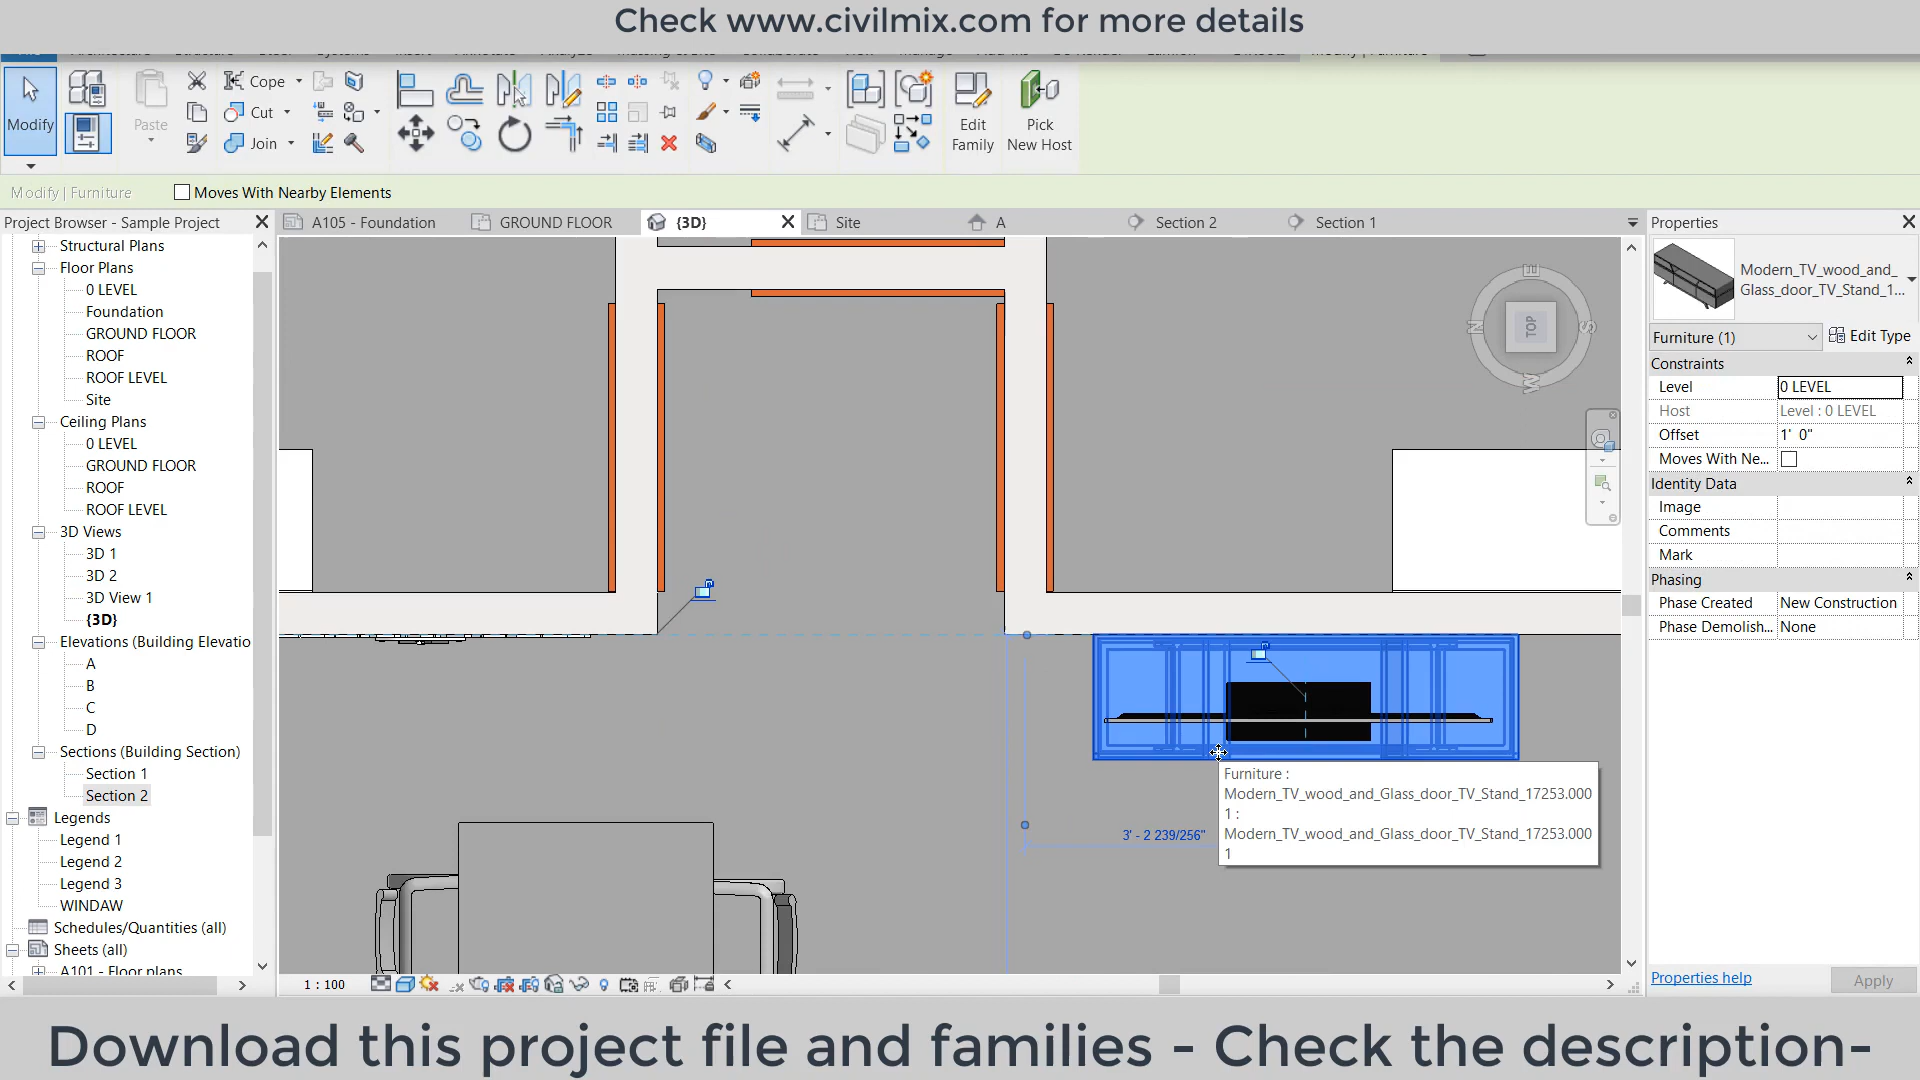 Check www.civilmix.com for more details
Modify
Paste
Cope
Cut
Join
Edit
Family
Pick
New Host
Modify | Furniture
Moves With Nearby Elements
Project Browser - Sample Project
A105 - Foundation
GROUND FLOOR
{3D}
Site
A
Section 2
Section 1
Properties
Structural Plans
Floor Plans
0 LEVEL
Foundation
GROUND FLOOR
ROOF
ROOF LEVEL
Site
Ceiling Plans
0 LEVEL
GROUND FLOOR
ROOF
ROOF LEVEL
3D Views
3D 1
3D 2
3D View 1
{3D}
Elevations (Building Elevatio
A
B
C
D
Sections (Building Section)
Section 1
Section 2
Legends
Legend 1
Legend 2
Legend 3
WINDAW
Schedules/Quantities (all)
Sheets (all)
A101 - Floor plans
E
N
TOP
S
W
3' - 2 239/256"
Furniture :
Modern_TV_wood_and_Glass_door_TV_Stand_17253.000
1 :
Modern_TV_wood_and_Glass_door_TV_Stand_17253.000
1
1 : 100
Modern_TV_wood_and_
Glass_door_TV_Stand_1...
Furniture (1)
Edit Type
Constraints
Level 0 LEVEL
Host Level : 0 LEVEL
Offset 1' 0"
Moves With Ne...
Identity Data
Image
Comments
Mark
Phasing
Phase Created New Construction
Phase Demolish... None
Properties help
Apply
Download this project file and families - Check the description-